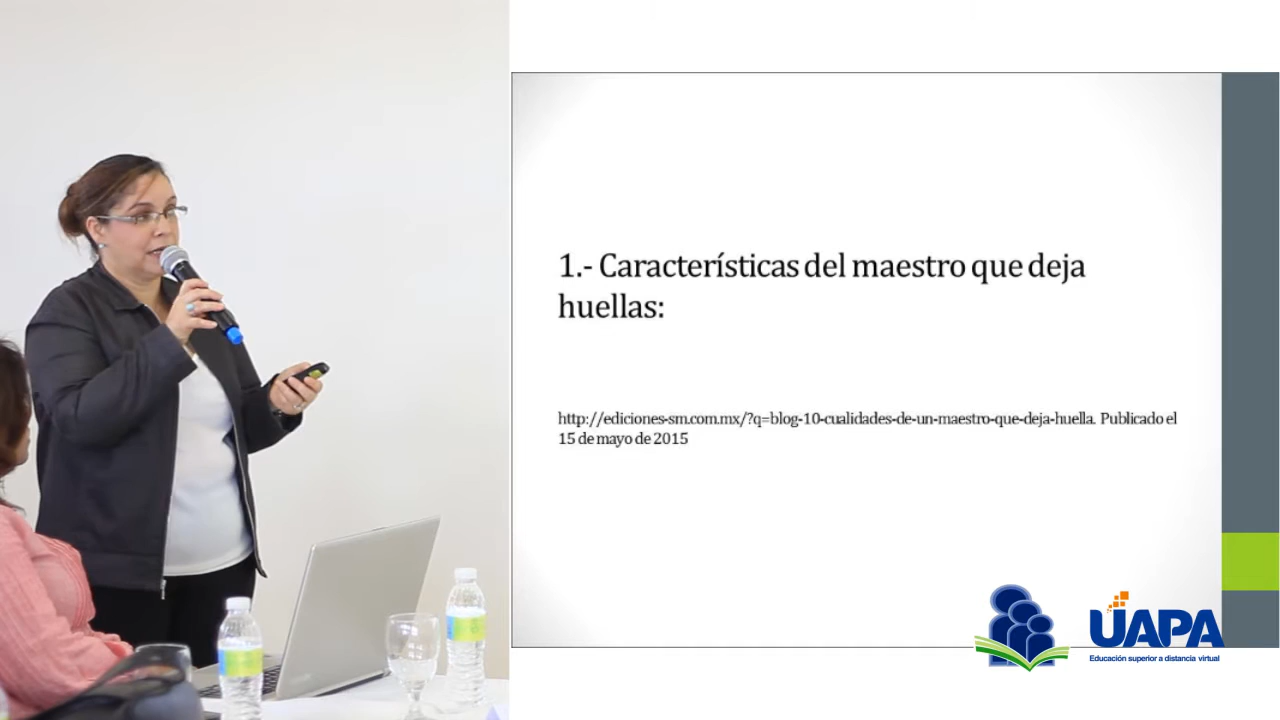 1.- Características del maestro que deja
huellas:
http://ediciones-sm.com.mx/?q=blog-10-cualidades-de-un-maestro-que-deja-huella. Publicado el
15 de mayo de 2015
UAPA
Educación superior a distancia virtual